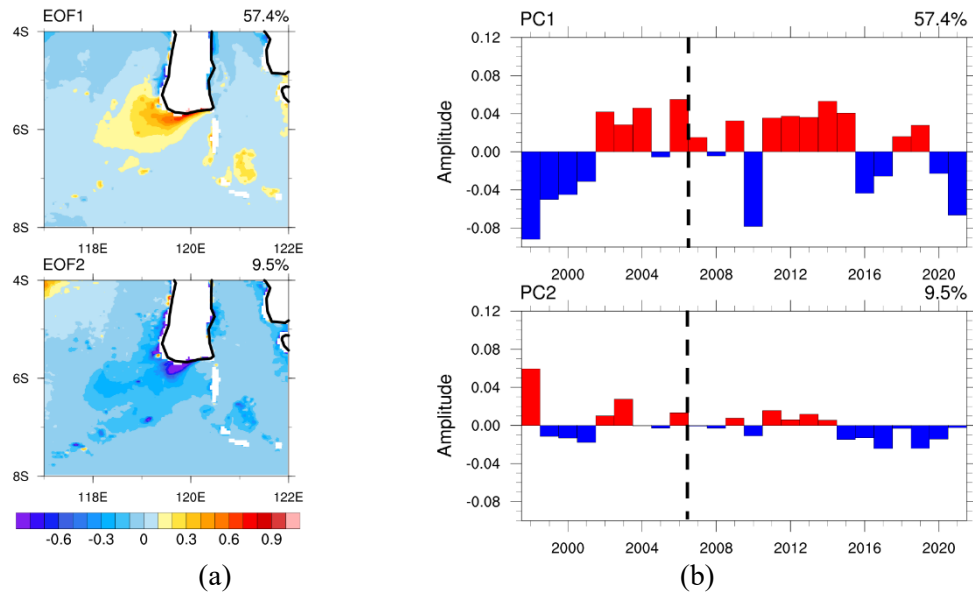 EOF1 57.4%
4S
6S
8S
118E 120E 122E
EOF2 9.5%
4S
6S
8S
118E 120E 122E
-0.6 -0.3 0 0.3 0.6 0.9
(a)
PC1 57.4%
0.12
0.08
0.04
0.00
-0.04
-0.08
Amplitude
2000 2004 2008 2012 2016 2020
PC2 9.5%
0.12
0.08
0.04
0.00
-0.04
-0.08
Amplitude
2000 2004 2008 2012 2016 2020
(b)